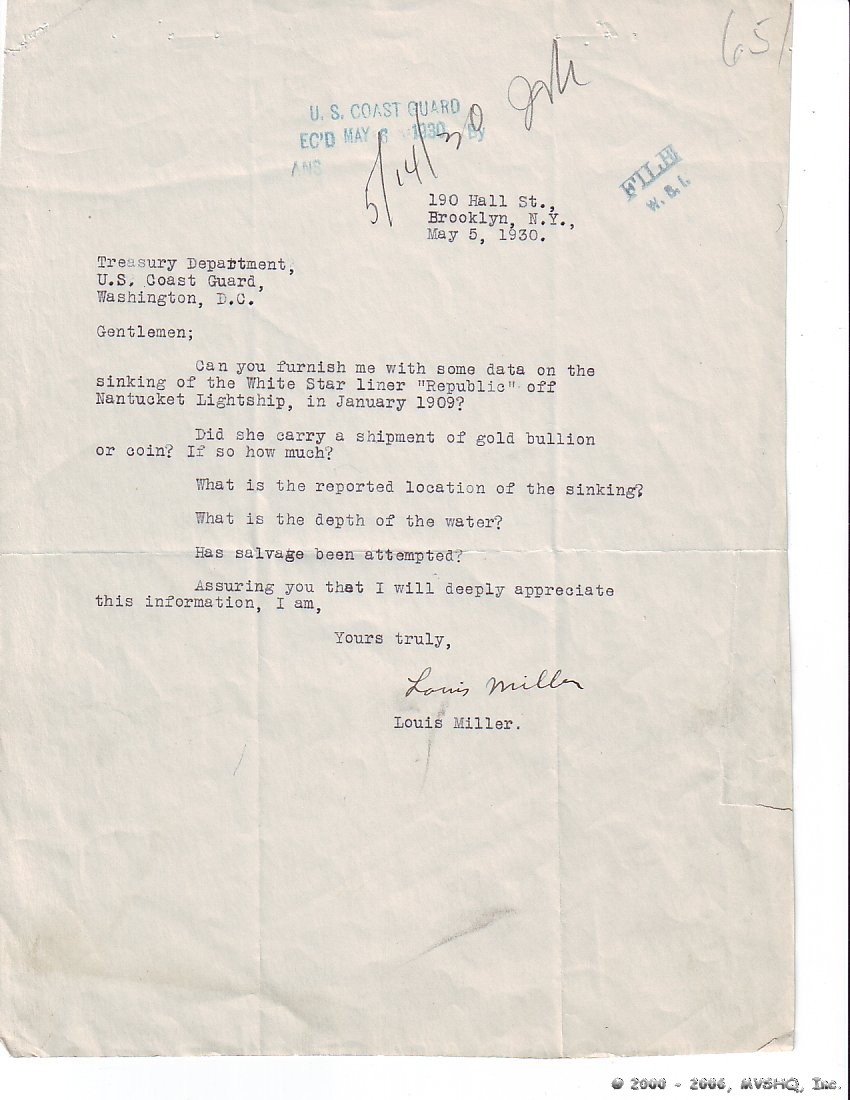 651
U. S. COAST GUARD
EC'D MAY 6 1930 By
ANS
5/14/30
FILE
W. & I.
190 Hall St.,
Brooklyn, N.Y.,
May 5, 1930.
Treasury Department,
U.S. Coast Guard,
Washington, D.C.
Gentlemen;
Can you furnish me with some data on the
sinking of the White Star liner "Republic" off
Nantucket Lightship, in January 1909?
Did she carry a shipment of gold bullion
or coin? If so how much?
What is the reported location of the sinking?
What is the depth of the water?
Has salvage been attempted?
Assuring you that I will deeply appreciate
this information, I am,
Yours truly,
Louis Miller
Louis Miller.
© 2000 - 2006, MVSHQ, Inc.